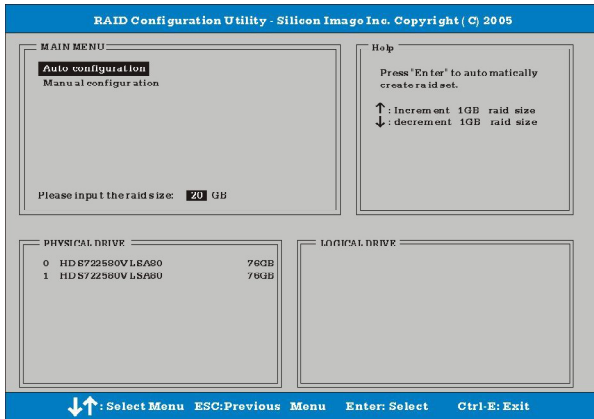 RAID Configuration Utility - Silicon Image Inc. Copyright ( C) 2005
MAIN MENU
Auto configuration
Manual configuration
Please input the raid size: 20 GB
Help
Press "Enter" to automatically
create raid set.
↑ : Increment 1GB raid size
↓ : decrement 1GB raid size
PHYSICAL DRIVE
0 HDS722580VLSA80 76GB
1 HDS722580VLSA80 76GB
LOGICAL DRIVE
↓↑ : Select Menu ESC:Previous Menu Enter: Select Ctrl-E: Exit